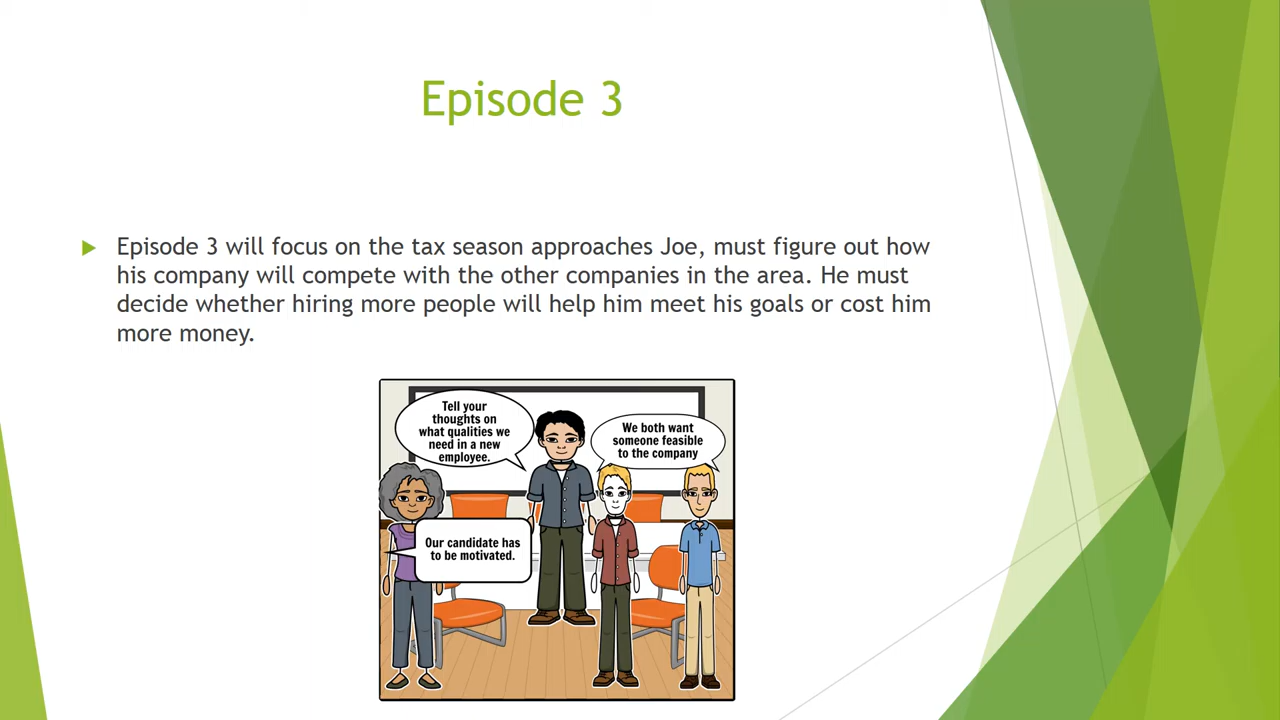 Episode 3
Episode 3 will focus on the tax season approaches Joe, must figure out how
his company will compete with the other companies in the area. He must
decide whether hiring more people will help him meet his goals or cost him
more money.
Tell your
thoughts on
what qualities we
need in a new
employee.
We both want
someone feasible
to the company
Our candidate has
to be motivated.